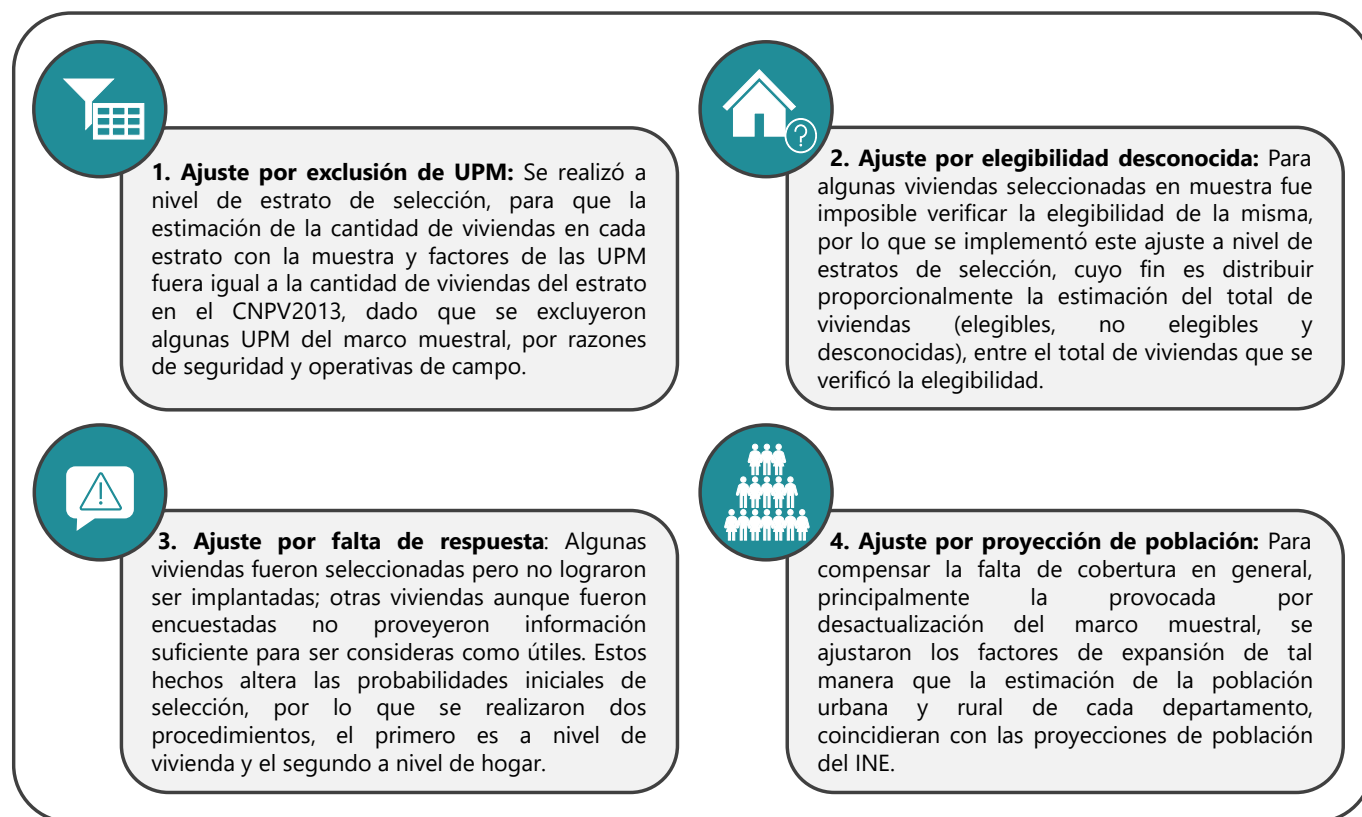 1. Ajuste por exclusión de UPM: Se realizó a
nivel de estrato de selección, para que la
estimación de la cantidad de viviendas en cada
estrato con la muestra y factores de las UPM
fuera igual a la cantidad de viviendas del estrato
en el CNPV2013, dado que se excluyeron
algunas UPM del marco muestral, por razones
de seguridad y operativas de campo.
?
2. Ajuste por elegibilidad desconocida: Para
algunas viviendas seleccionadas en muestra fue
imposible verificar la elegibilidad de la misma,
por lo que se implementó este ajuste a nivel de
estratos de selección, cuyo fin es distribuir
proporcionalmente la estimación del total de
viviendas (elegibles, no elegibles y
desconocidas), entre el total de viviendas que se
verificó la elegibilidad.
3. Ajuste por falta de respuesta: Algunas
viviendas fueron seleccionadas pero no lograron
ser implantadas; otras viviendas aunque fueron
encuestadas no proveyeron información
suficiente para ser consideras como útiles. Estos
hechos altera las probabilidades iniciales de
selección, por lo que se realizaron dos
procedimientos, el primero es a nivel de
vivienda y el segundo a nivel de hogar.
4. Ajuste por proyección de población: Para
compensar la falta de cobertura en general,
principalmente la provocada por
desactualización del marco muestral, se
ajustaron los factores de expansión de tal
manera que la estimación de la población
urbana y rural de cada departamento,
coincidieran con las proyecciones de población
del INE.